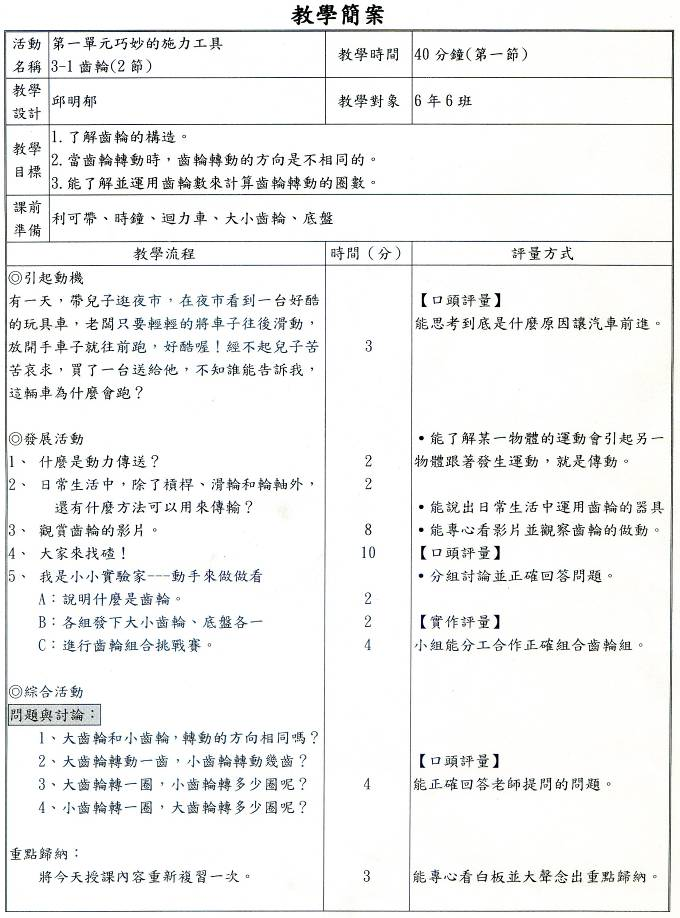 教學簡案
活動名稱 第一單元巧妙的施力工具 3-1 齒輪(2 節) 教學時間 40 分鐘(第一節)
教學設計 邱明郁 教學對象 6 年 6 班
教學目標
1.了解齒輪的構造。
2.當齒輪轉動時，齒輪轉動的方向是不相同的。
3.能了解並運用齒輪數來計算齒輪轉動的圈數。
課前準備 利可帶、時鐘、迴力車、大小齒輪、底盤
教學流程 時間（分） 評量方式
◎引起動機
有一天，帶兒子逛夜市，在夜市看到一台好酷 【口頭評量】
的玩具車，老闆只要輕輕的將車子往後滑動， 能思考到底是什麼原因讓汽車前進。
放開手車子就往前跑，好酷喔！經不起兒子苦 3
苦哀求，買了一台送給他，不知誰能告訴我，
這輛車為什麼會跑？
◎發展活動 •能了解某一物體的運動會引起另一
1、 什麼是動力傳送？ 2 物體跟著發生運動，就是傳動。
2、 日常生活中，除了槓桿、滑輪和輪軸外， 2
還有什麼方法可以用來傳輸？ •能說出日常生活中運用齒輪的器具
3、 觀賞齒輪的影片。 8 •能專心看影片並觀察齒輪的做動。
4、 大家來找碴！ 10 【口頭評量】
5、 我是小小實驗家---動手來做做看 •分組討論並正確回答問題。
A：說明什麼是齒輪。 2
B：各組發下大小齒輪、底盤各一 2 【實作評量】
C：進行齒輪組合挑戰賽。 4 小組能分工合作正確組合齒輪組。
◎綜合活動
問題與討論：
1、大齒輪和小齒輪，轉動的方向相同嗎？
2、大齒輪轉動一齒，小齒輪轉動幾齒？ 【口頭評量】
3、大齒輪轉一圈，小齒輪轉多少圈呢？ 4 能正確回答老師提問的問題。
4、小齒輪轉一圈，大齒輪轉多少圈呢？
重點歸納：
將今天授課內容重新複習一次。 3 能專心看白板並大聲念出重點歸納。